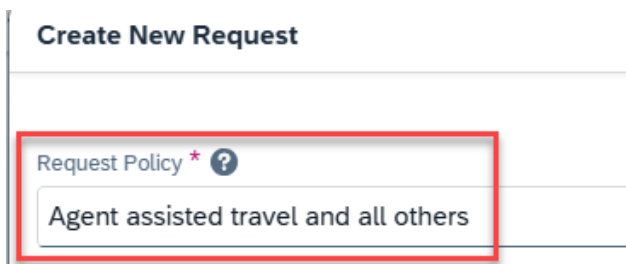 Create New Request
Request Policy * ?
Agent assisted travel and all others